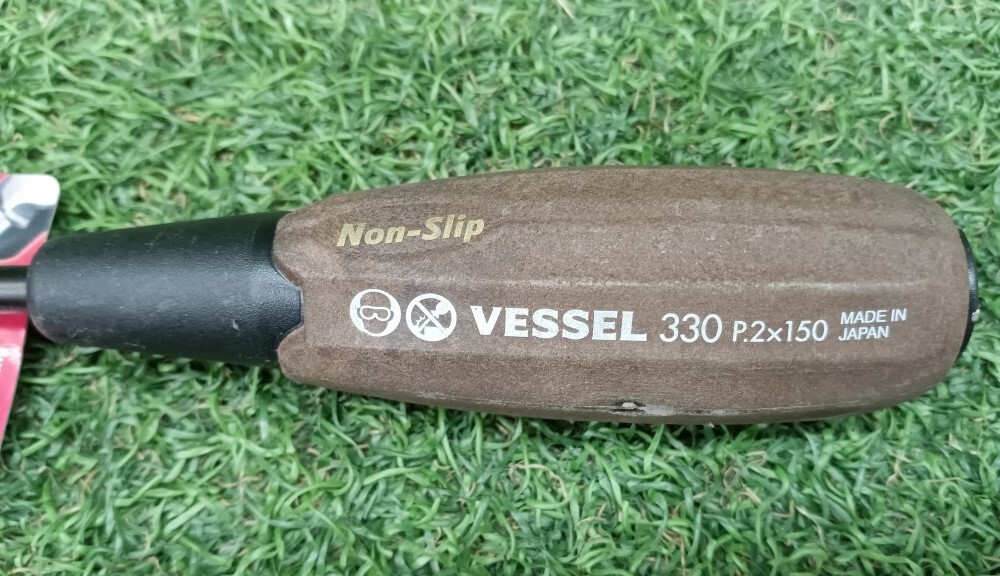 Non-Slip
VESSEL 330 P.2×150 MADE IN
JAPAN